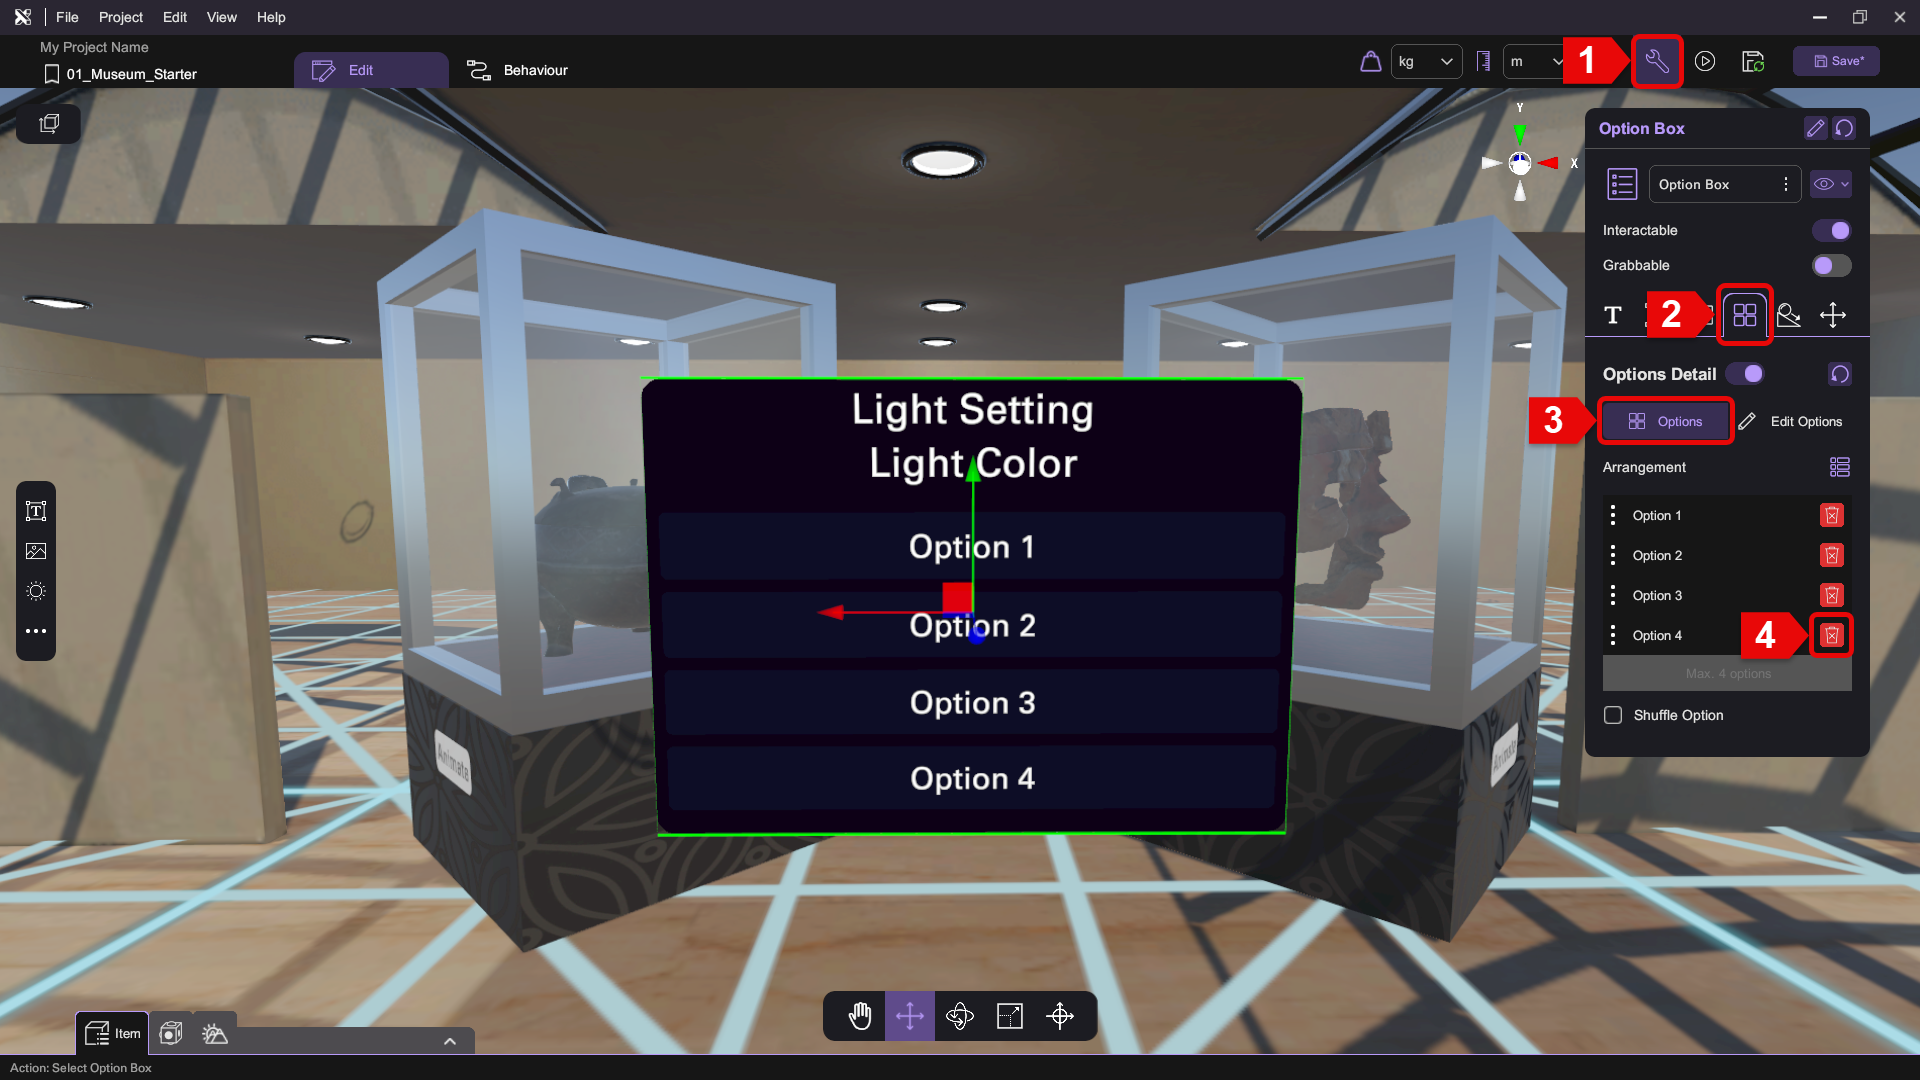 File Project Edit View Help
My Project Name
01_Museum_Starter
Edit
Behaviour
kg
m
1
Save*
Y
X
Option Box
Option Box
Interactable
Grabbable
T
2
Options Detail
3
Options
Edit Options
Arrangement
Option 1
Option 2
Option 3
Option 4
4
Max. 4 options
Shuffle Option
Light Setting
Light Color
Option 1
Option 2
Option 3
Option 4
Animate
Animate
T
Item
Action: Select Option Box